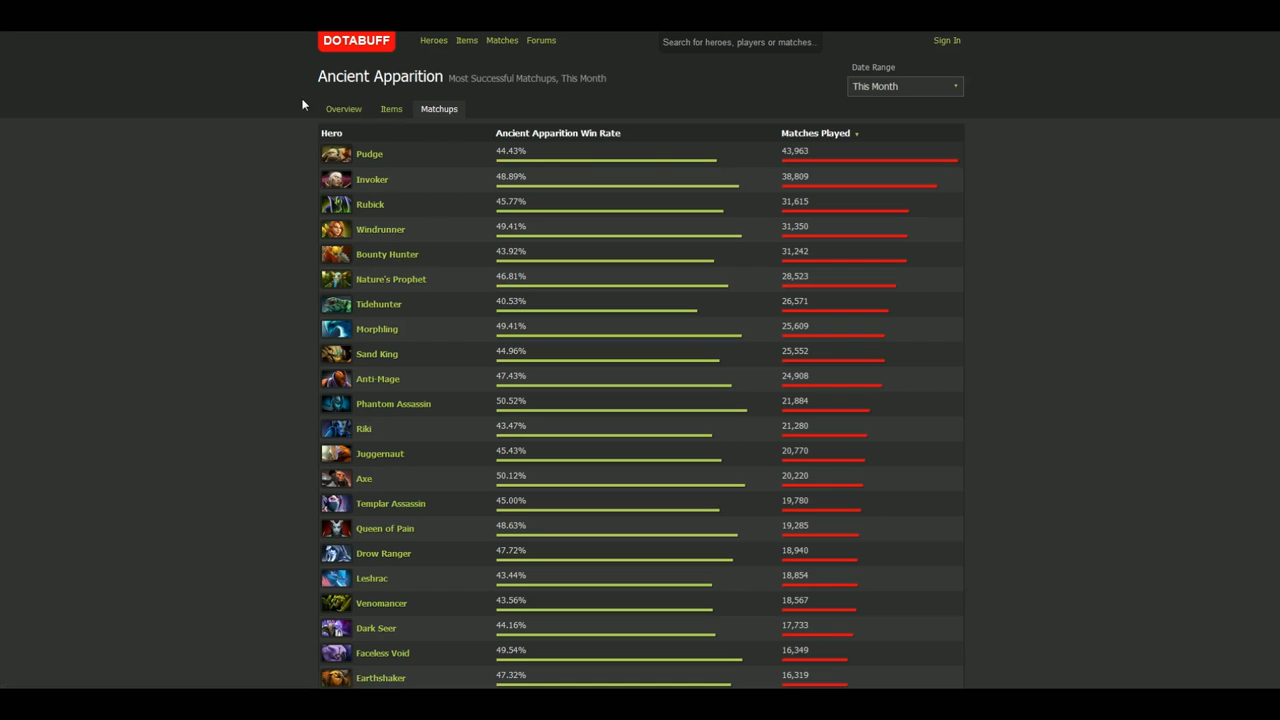 DOTABUFF Heroes Items Matches Forums Search for heroes, players or matches... Sign In
Ancient Apparition Most Successful Matchups, This Month
Date Range
This Month
Overview Items Matchups
Hero Ancient Apparition Win Rate Matches Played
Pudge 44.43% 43,963
Invoker 48.89% 38,809
Rubick 45.77% 31,615
Windrunner 49.41% 31,350
Bounty Hunter 43.92% 31,242
Nature's Prophet 46.81% 28,523
Tidehunter 40.53% 26,571
Morphling 49.41% 25,609
Sand King 44.96% 25,552
Anti-Mage 47.43% 24,908
Phantom Assassin 50.52% 21,884
Riki 43.47% 21,280
Juggernaut 45.43% 20,770
Axe 50.12% 20,220
Templar Assassin 45.00% 19,780
Queen of Pain 48.63% 19,285
Drow Ranger 47.72% 18,940
Leshrac 43.44% 18,854
Venomancer 43.56% 18,567
Dark Seer 44.16% 17,733
Faceless Void 49.54% 16,349
Earthshaker 47.32% 16,319